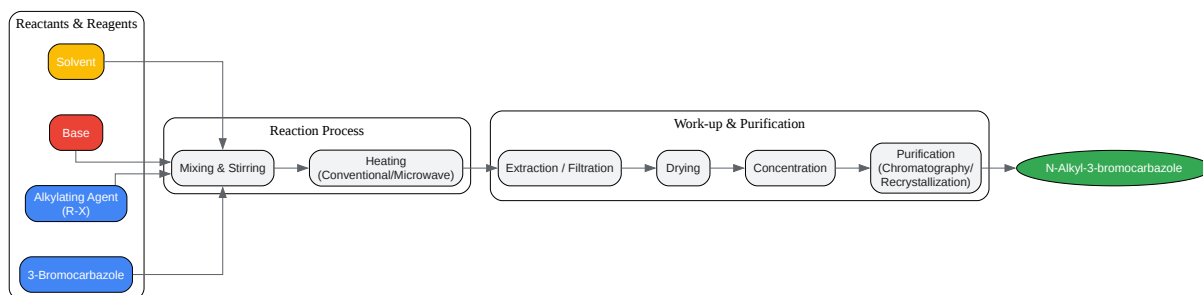 Reactants & Reagents
Solvent
Base
Alkylating Agent
(R-X)
3-Bromocarbazole
Reaction Process
Mixing & Stirring
Heating
(Conventional/Microwave)
Work-up & Purification
Extraction / Filtration
Drying
Concentration
Purification
(Chromatography/
Recrystallization)
N-Alkyl-3-bromocarbazole